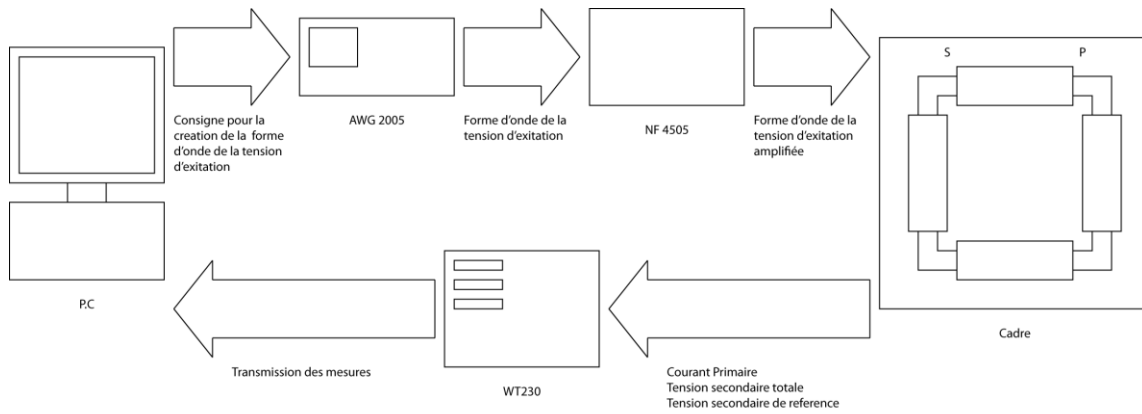 S
P
Consigne pour la
creation de la forme
d'onde de la tension
d'exitation
AWG 2005
Forme d'onde de la
tension d'exitation
NF 4505
Forme d'onde de la
tension d'exitation
amplifiée
P.C
Cadre
Transmission des mesures
WT230
Courant Primaire
Tension secondaire totale
Tension secondaire de reference